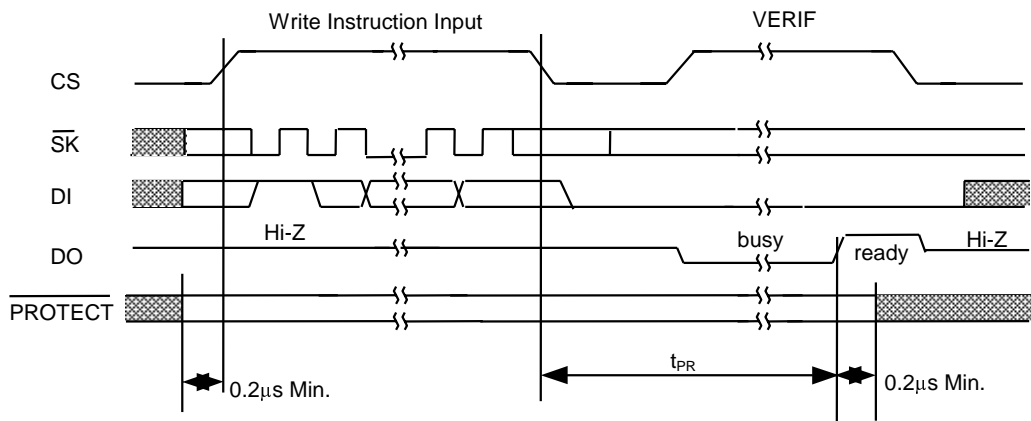 Write Instruction Input
VERIF
CS
SK
DI
Hi-Z
busy
Hi-Z
DO
ready
PROTECT
tPR
0.2μs Min.
0.2μs Min.